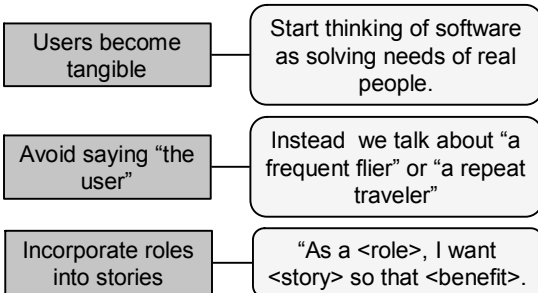 Users become
tangible
Start thinking of software
as solving needs of real
people.
Avoid saying “the
user”
Instead  we talk about “a
frequent flier” or “a repeat
traveler”
Incorporate roles
into stories
“As a <role>, I want
<story> so that <benefit>.